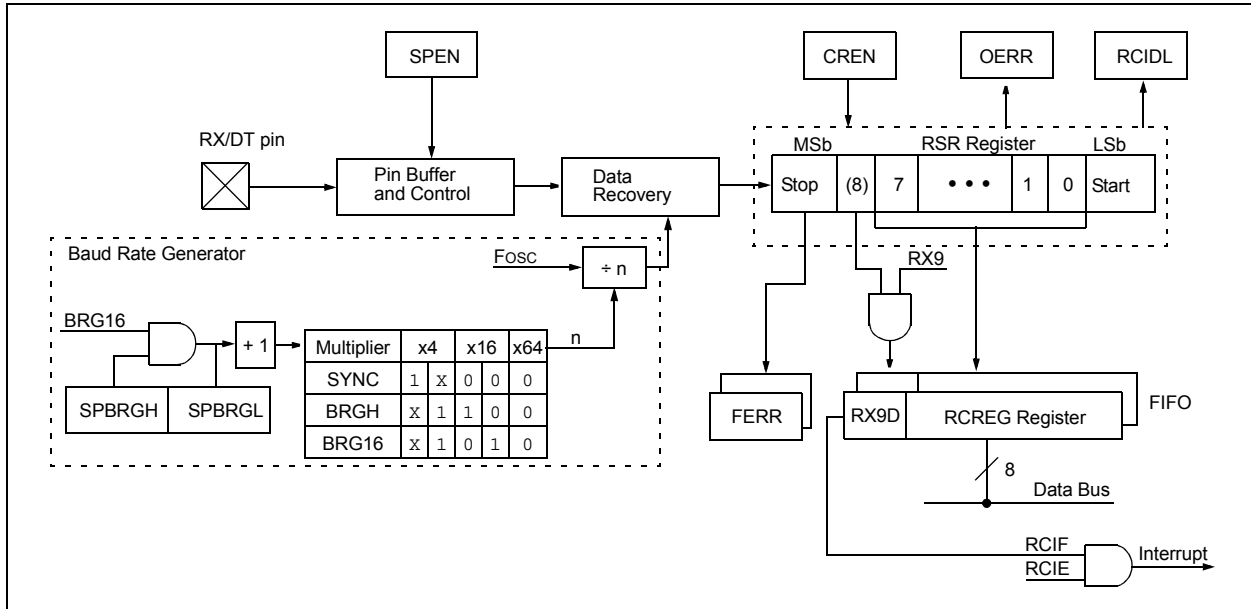 SPEN
CREN
OERR
RCIDL
RX/DT pin
Pin Buffer
and Control
Data
Recovery
MSb
RSR Register
LSb
Stop (8) 7 • • • 1 0 Start
Baud Rate Generator
FOSC
÷ n
RX9
BRG16
+ 1
n
SPBRGH SPBRGL
Multiplier x4 x16 x64
SYNC 1 X 0 0 0
BRGH X 1 1 0 0
BRG16 X 1 0 1 0
FERR
RX9D RCREG Register
FIFO
8
Data Bus
RCIF
RCIE
Interrupt